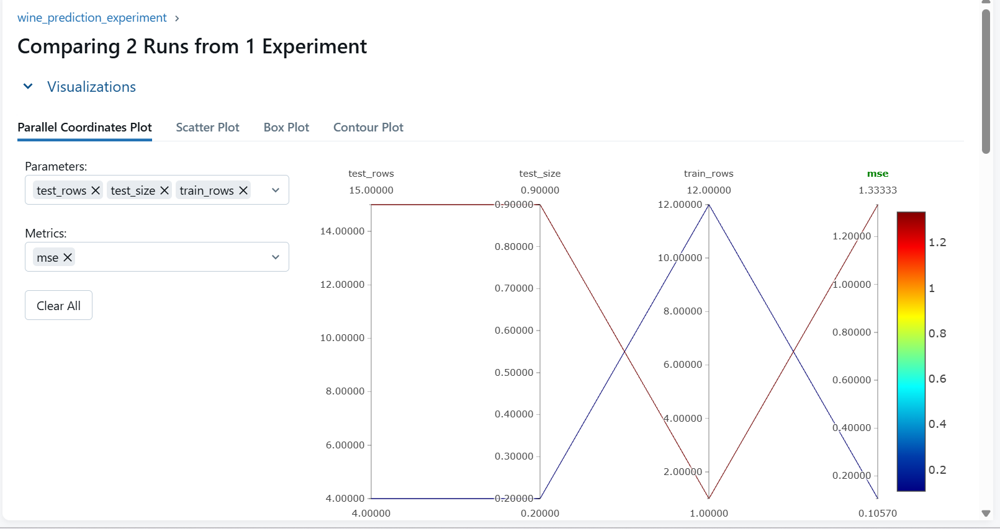 wine_prediction_experiment ›
Comparing 2 Runs from 1 Experiment
Visualizations
Parallel Coordinates Plot Scatter Plot Box Plot Contour Plot
Parameters:
test_rows test_size train_rows
Metrics:
mse
Clear All
test_rows test_size train_rows mse
15.00000 0.90000 12.00000 1.33333
14.00000
12.00000
10.00000
8.00000
6.00000
4.00000
0.90000
0.80000
0.70000
0.60000
0.50000
0.40000
0.30000
0.20000
12.00000
10.00000
8.00000
6.00000
4.00000
2.00000
1.20000
1.00000
0.80000
0.60000
0.40000
0.20000
1.2
1
0.8
0.6
0.4
0.2
4.00000 0.20000 1.00000 0.10570